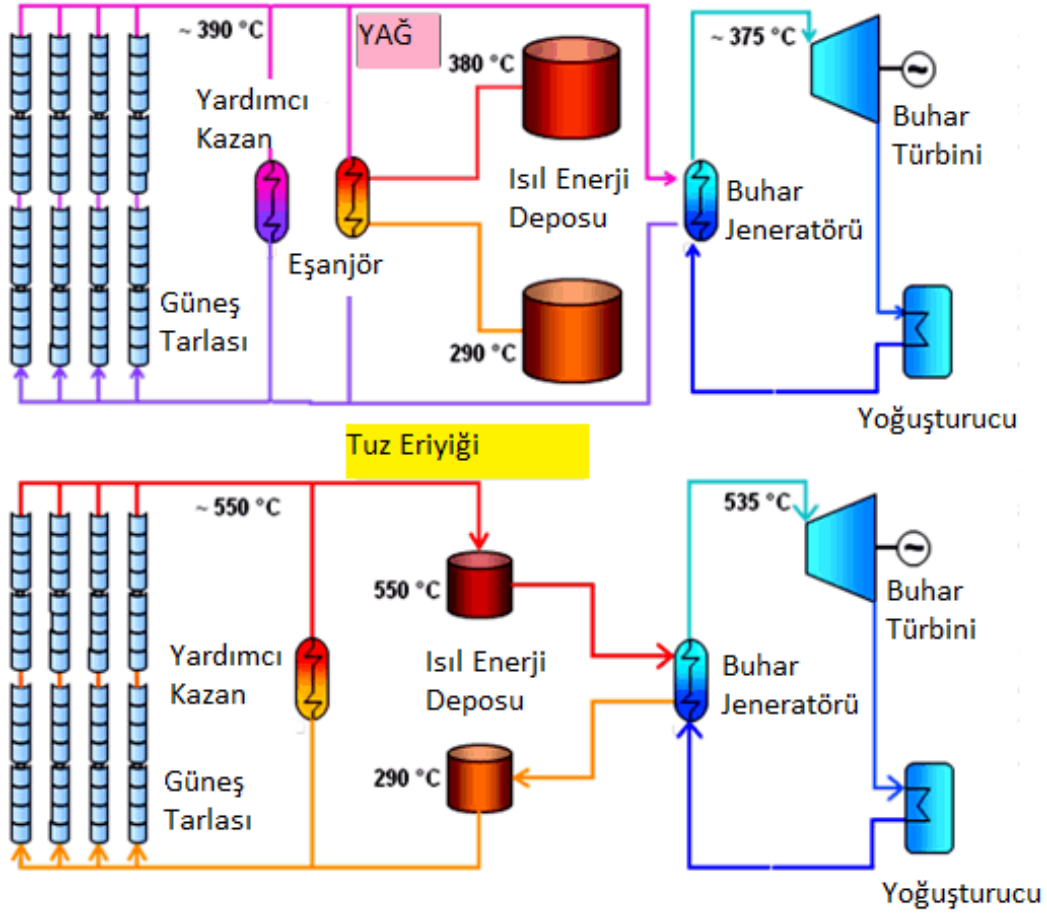 ~ 390 °C
YAĞ
380 °C
~ 375 °C
Yardımcı
Kazan
Buhar
Türbini
Isıl Enerji
Deposu
Buhar
Jeneratörü
Eşanjör
Güneş
Tarlası
290 °C
Yoğuşturucu
Tuz Eriyiği
~ 550 °C
535 °C
550 °C
Buhar
Türbini
Yardımcı
Kazan
Isıl Enerji
Deposu
Buhar
Jeneratörü
290 °C
Güneş
Tarlası
Yoğuşturucu